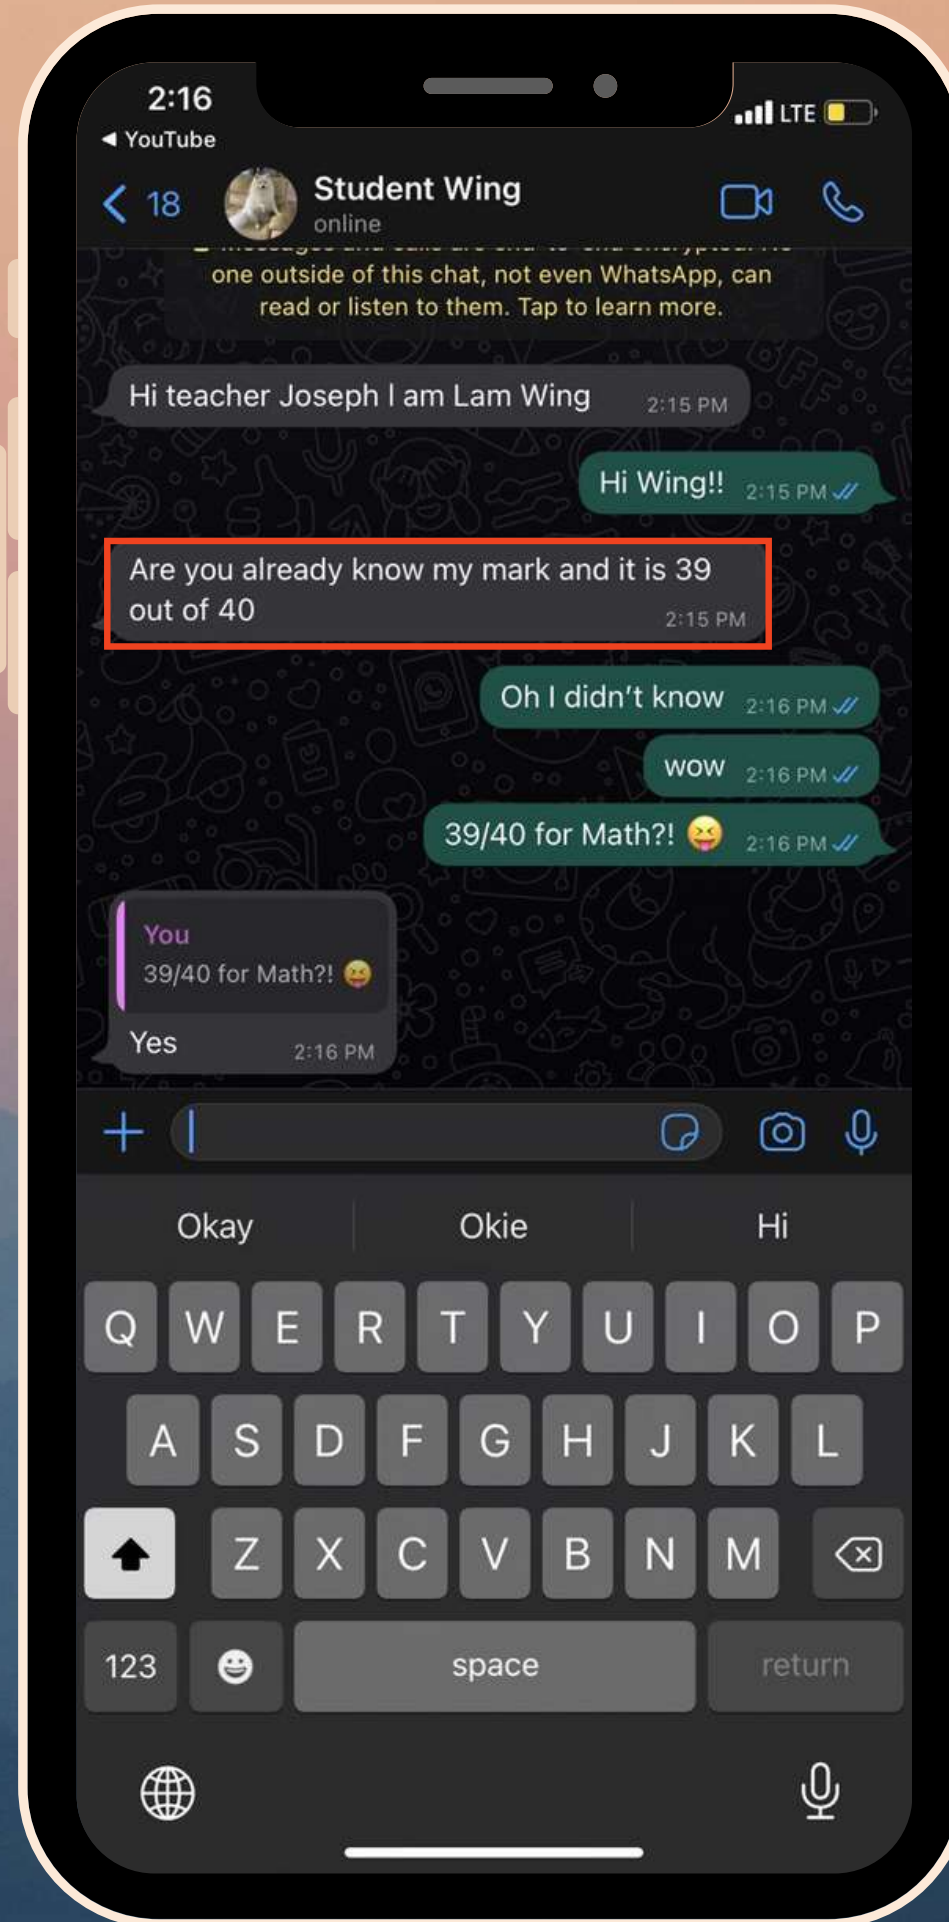 2:16
LTE
YouTube
18
Student Wing
online
one outside of this chat, not even WhatsApp, can
read or listen to them. Tap to learn more.
Hi teacher Joseph I am Lam Wing 2:15 PM
Hi Wing!! 2:15 PM
Are you already know my mark and it is 39
out of 40 2:15 PM
Oh I didn't know 2:16 PM
wow 2:16 PM
39/40 for Math?! 😝 2:16 PM
You
39/40 for Math?! 😝
Yes 2:16 PM
Okay Okie Hi
Q W E R T Y U I O P
A S D F G H J K L
Z X C V B N M
123 space return